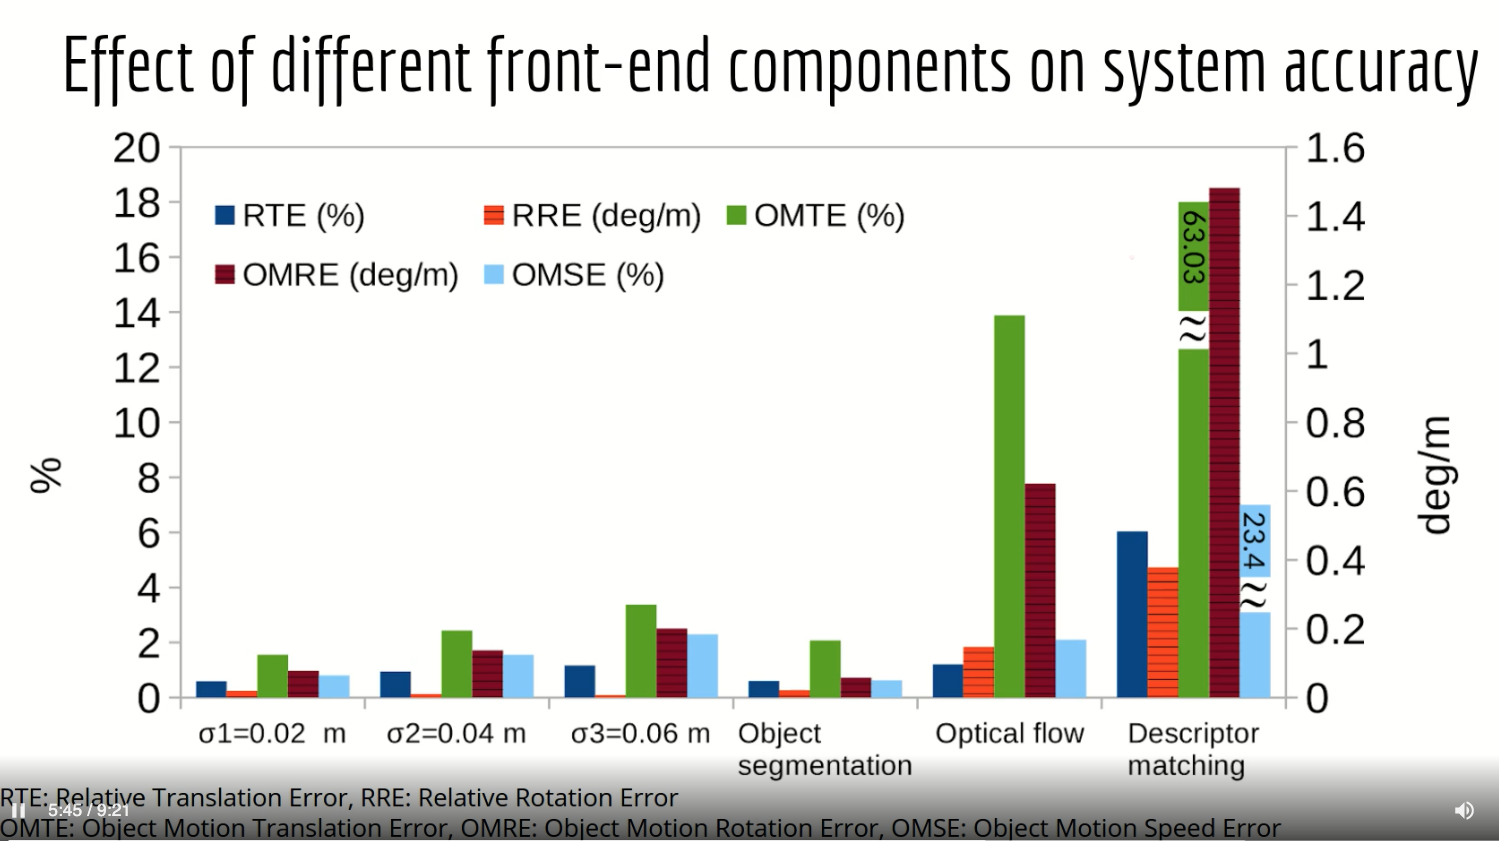 Effect of different front-end components on system accuracy
20
18
16
14
12
10
8
6
4
2
0
%
RTE (%)
RRE (deg/m)
OMTE (%)
OMRE (deg/m)
OMSE (%)
63.03
23.4
1.6
1.4
1.2
1
0.8
0.6
0.4
0.2
0
deg/m
σ1=0.02 m
σ2=0.04 m
σ3=0.06 m
Object
segmentation
Optical flow
Descriptor
matching
RTE: Relative Translation Error, RRE: Relative Rotation Error
5:45 / 9:21
OMTE: Object Motion Translation Error, OMRE: Object Motion Rotation Error, OMSE: Object Motion Speed Error